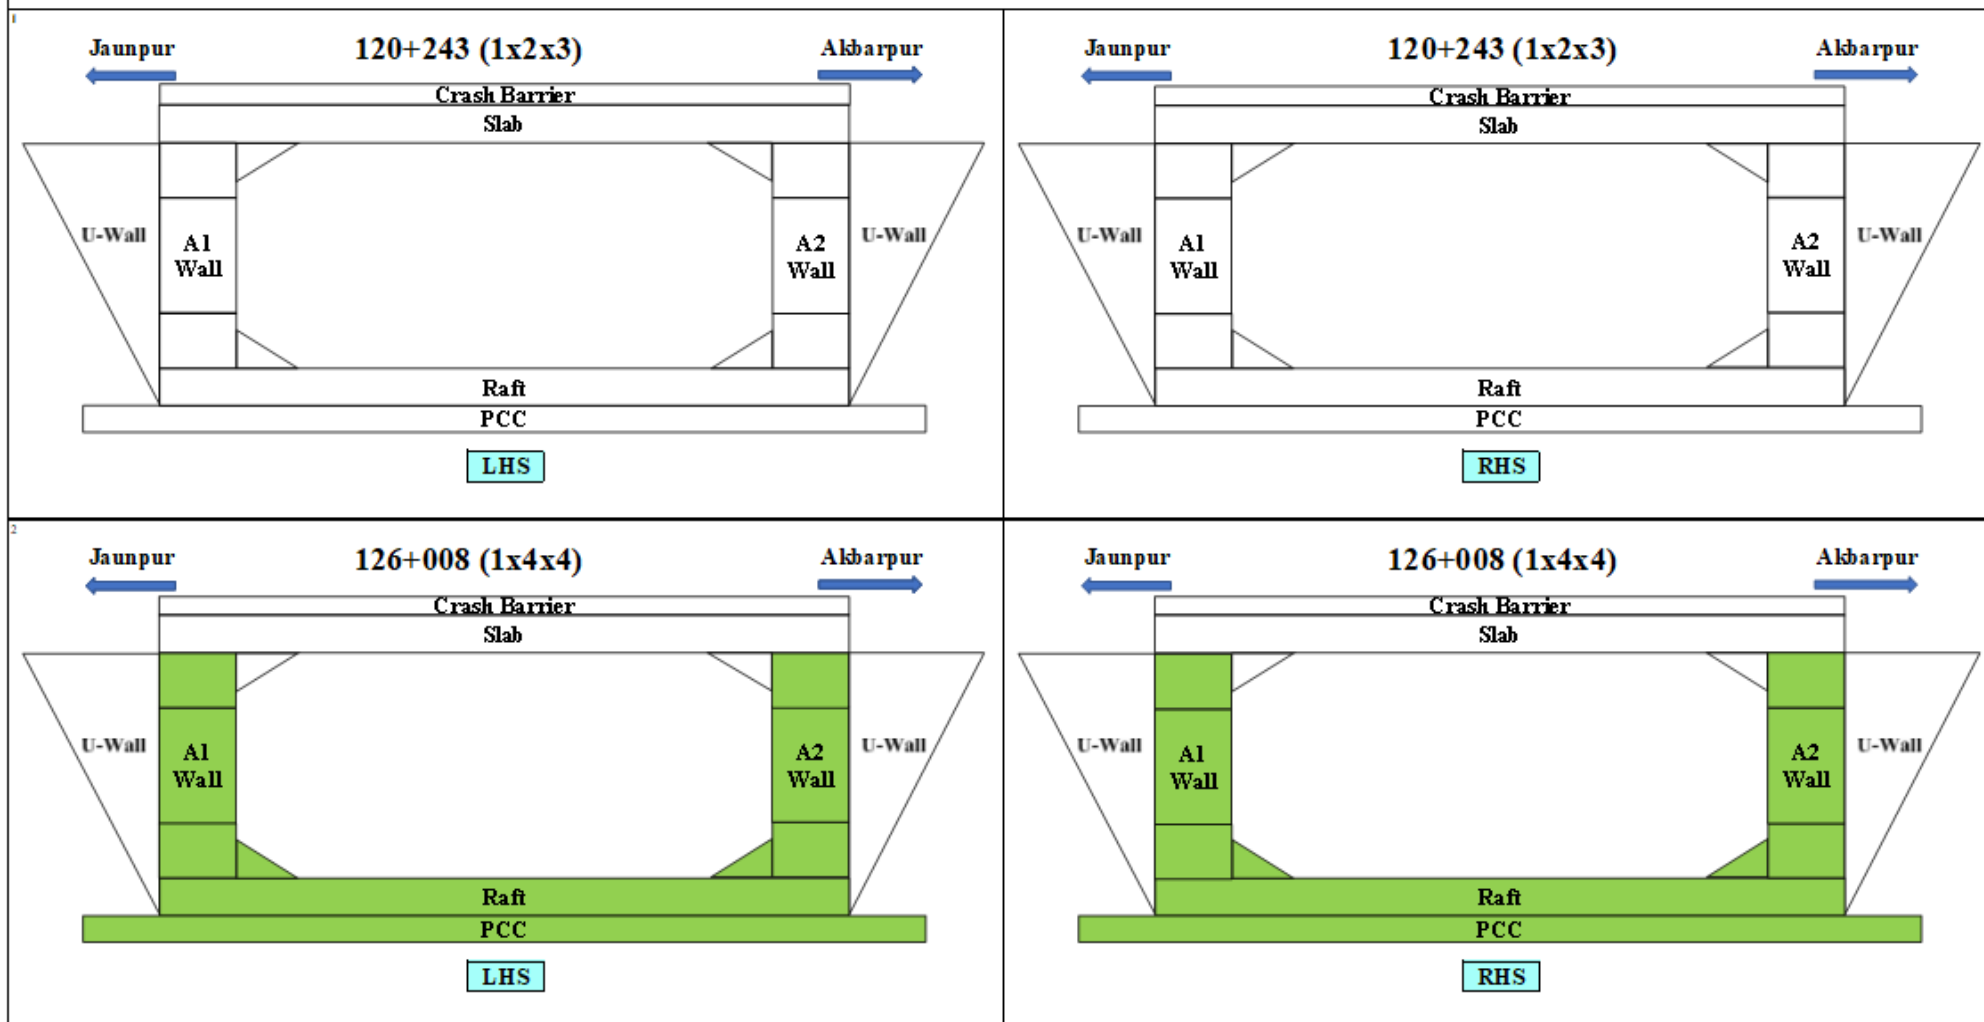 1
Jaunpur
120+243 (1x2x3)
Akbarpur
Crash Barrier
Slab
U-Wall
A1
Wall
A2
Wall
U-Wall
Raft
PCC
LHS
Jaunpur
120+243 (1x2x3)
Akbarpur
Crash Barrier
Slab
U-Wall
A1
Wall
A2
Wall
U-Wall
Raft
PCC
RHS
2
Jaunpur
126+008 (1x4x4)
Akbarpur
Crash Barrier
Slab
U-Wall
A1
Wall
A2
Wall
U-Wall
Raft
PCC
LHS
Jaunpur
126+008 (1x4x4)
Akbarpur
Crash Barrier
Slab
U-Wall
A1
Wall
A2
Wall
U-Wall
Raft
PCC
RHS